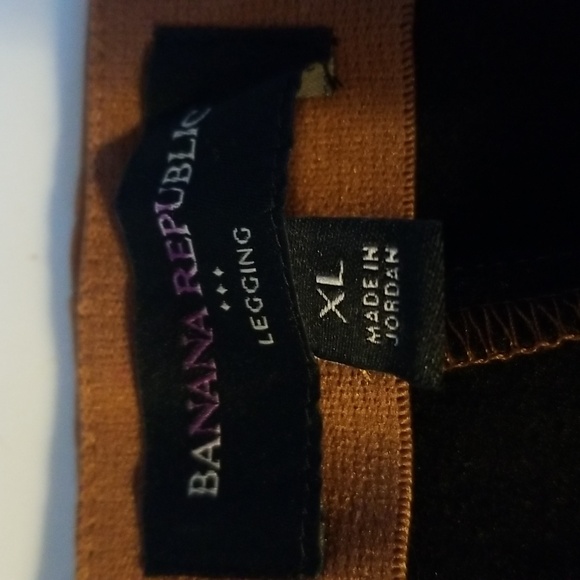 BANANA REPUBLIC
LEGGING
XL
MADE IN
JORDAN